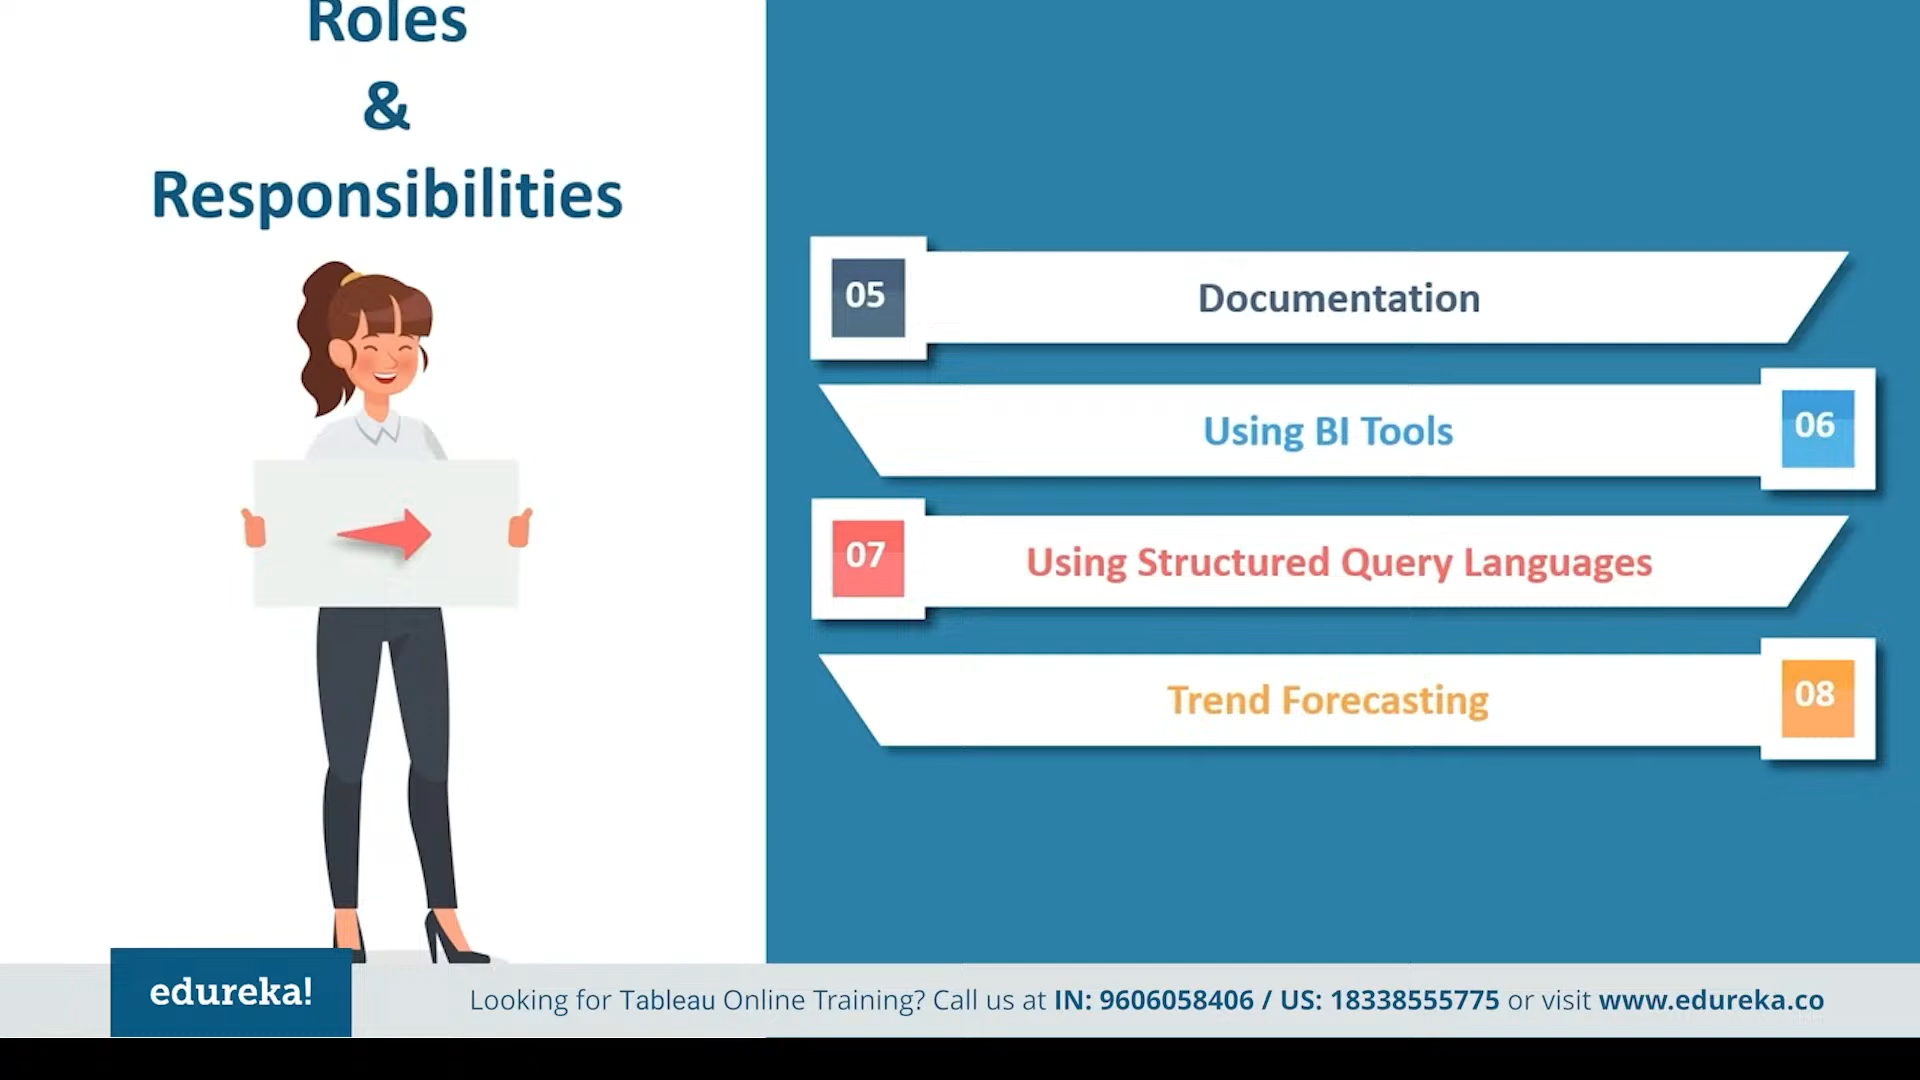 Roles
&
Responsibilities
05
Documentation
Using BI Tools
06
07
Using Structured Query Languages
Trend Forecasting
08
edureka!
Looking for Tableau Online Training? Call us at IN: 9606058406 / US: 18338555775 or visit www.edureka.co